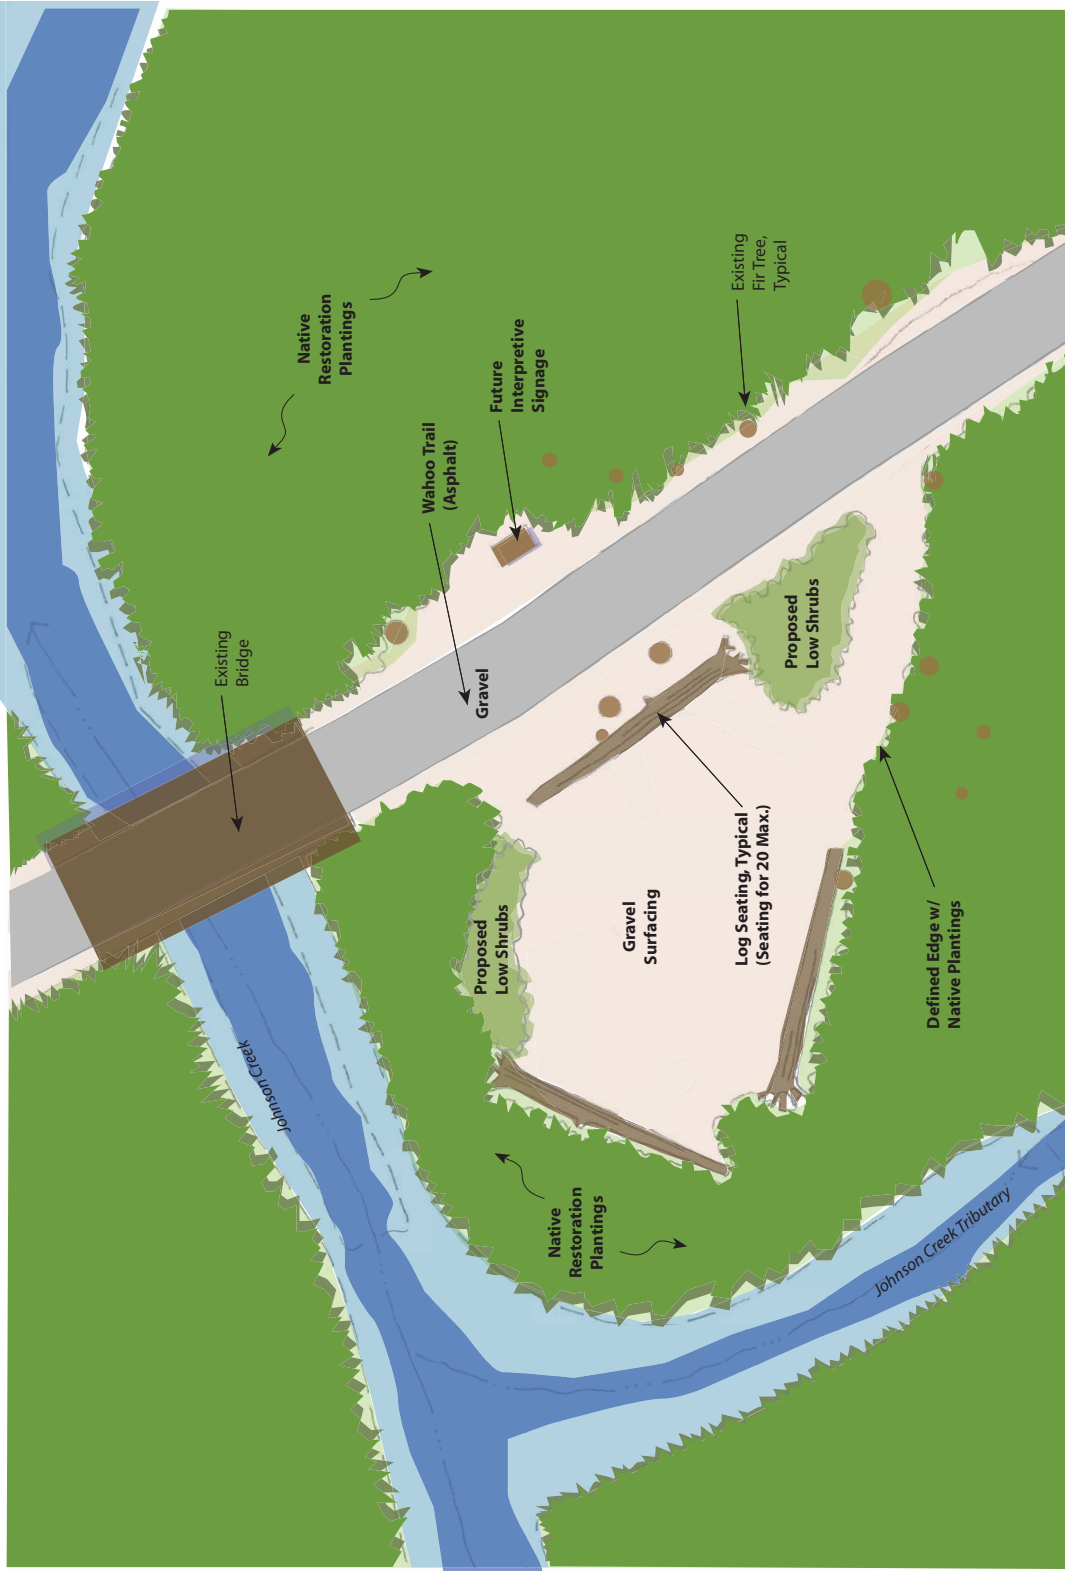 Native
Restoration
Plantings
Existing
Fir Tree,
Typical
Future
Interpretive
Signage
Wahoo Trail
(Asphalt)
Existing
Bridge
Gravel
Proposed
Low Shrubs
Proposed
Low Shrubs
Gravel
Surfacing
Log Seating, Typical
(Seating for 20 Max.)
Defined Edge w/
Native Plantings
Johnson Creek
Native
Restoration
Plantings
Johnson Creek Tributary